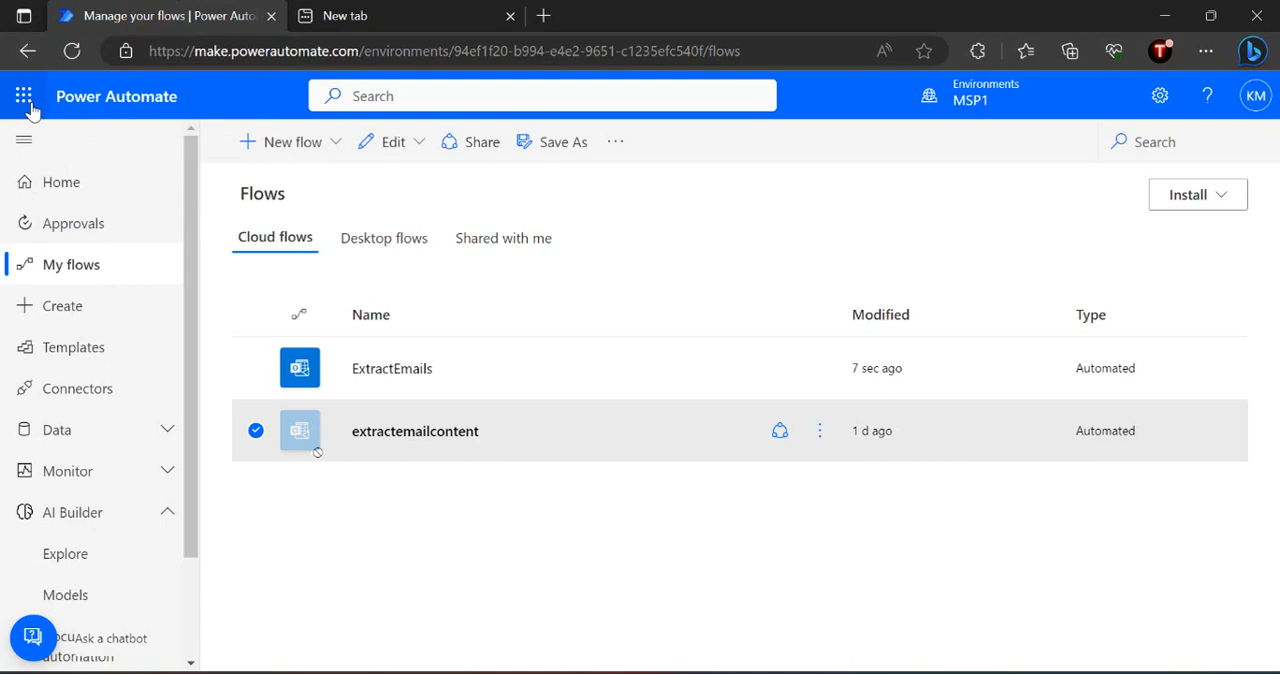 Manage your flows | Power Auto
New tab
https://make.powerautomate.com/environments/94ef1f20-b994-e4e2-9651-c1235efc540f/flows
Power Automate
Search
Environments
MSP1
KM
New flow
Edit
Share
Save As
Search
Home
Approvals
My flows
Create
Templates
Connectors
Data
Monitor
AI Builder
Explore
Models
Ask a chatbot
automation
Flows
Install
Cloud flows
Desktop flows
Shared with me
Name
Modified
Type
ExtractEmails
7 sec ago
Automated
extractemailcontent
1 d ago
Automated